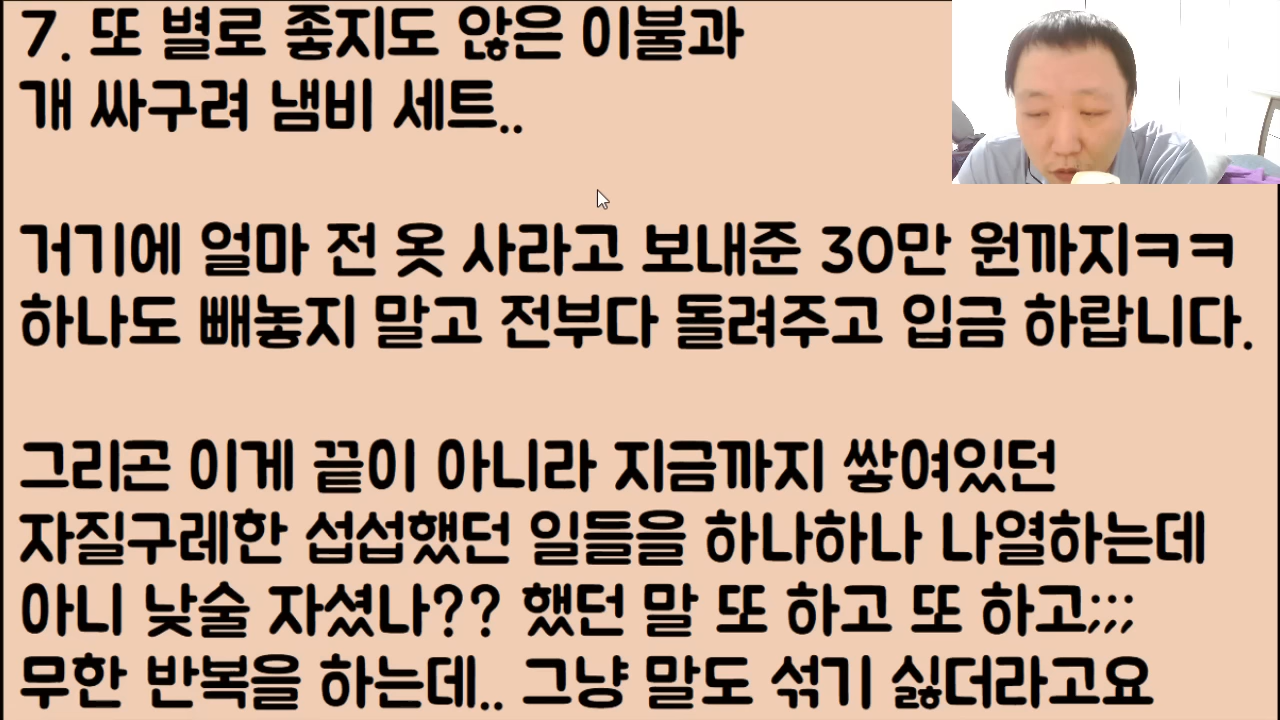 7. 또 별로 좋지도 않은 이불과
개 싸구려 냄비 세트..
거기에 얼마 전 옷 사라고 보내준 30만 원까지ㅋㅋ
하나도 빼놓지 말고 전부다 돌려주고 입금 하랍니다.
그리곤 이게 끝이 아니라 지금까지 쌓여있던
자질구레한 섭섭했던 일들을 하나하나 나열하는데
아니 낮술 자셨나?? 했던 말 또 하고 또 하고;;;
무한 반복을 하는데.. 그냥 말도 섞기 싫더라고요